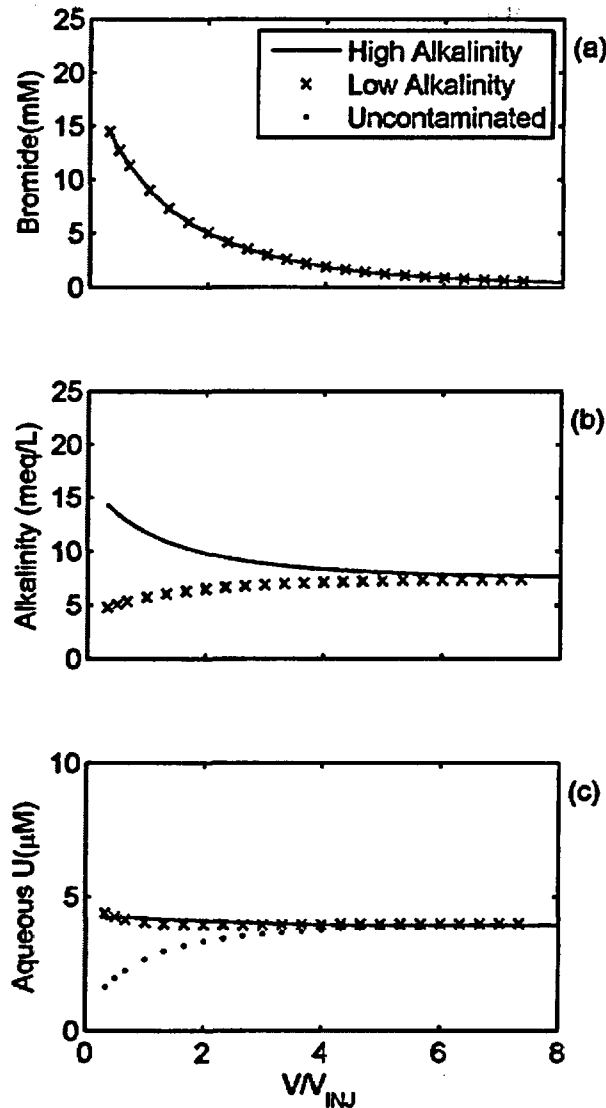 25
20
15
10
5
0
Bromide(mM)
High Alkalinity
Low Alkalinity
Uncontaminated
(a)
25
20
15
10
5
0
Alkalinity (meq/L)
(b)
10
5
0
Aqueous U(μM)
(c)
0 2 4 6 8
V/V_INJ